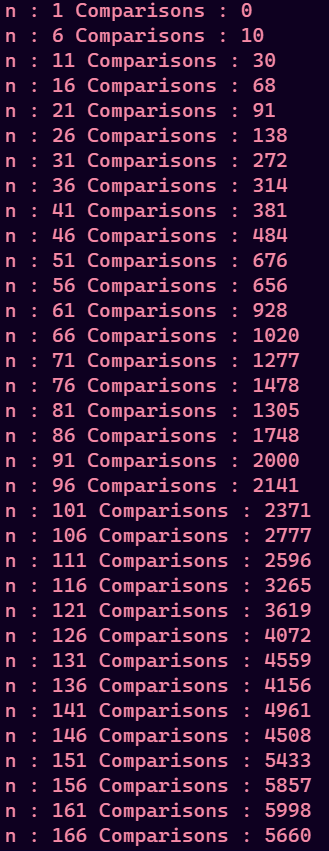 n : 1 Comparisons : 0
n : 6 Comparisons : 10
n : 11 Comparisons : 30
n : 16 Comparisons : 68
n : 21 Comparisons : 91
n : 26 Comparisons : 138
n : 31 Comparisons : 272
n : 36 Comparisons : 314
n : 41 Comparisons : 381
n : 46 Comparisons : 484
n : 51 Comparisons : 676
n : 56 Comparisons : 656
n : 61 Comparisons : 928
n : 66 Comparisons : 1020
n : 71 Comparisons : 1277
n : 76 Comparisons : 1478
n : 81 Comparisons : 1305
n : 86 Comparisons : 1748
n : 91 Comparisons : 2000
n : 96 Comparisons : 2141
n : 101 Comparisons : 2371
n : 106 Comparisons : 2777
n : 111 Comparisons : 2596
n : 116 Comparisons : 3265
n : 121 Comparisons : 3619
n : 126 Comparisons : 4072
n : 131 Comparisons : 4559
n : 136 Comparisons : 4156
n : 141 Comparisons : 4961
n : 146 Comparisons : 4508
n : 151 Comparisons : 5433
n : 156 Comparisons : 5857
n : 161 Comparisons : 5998
n : 166 Comparisons : 5660